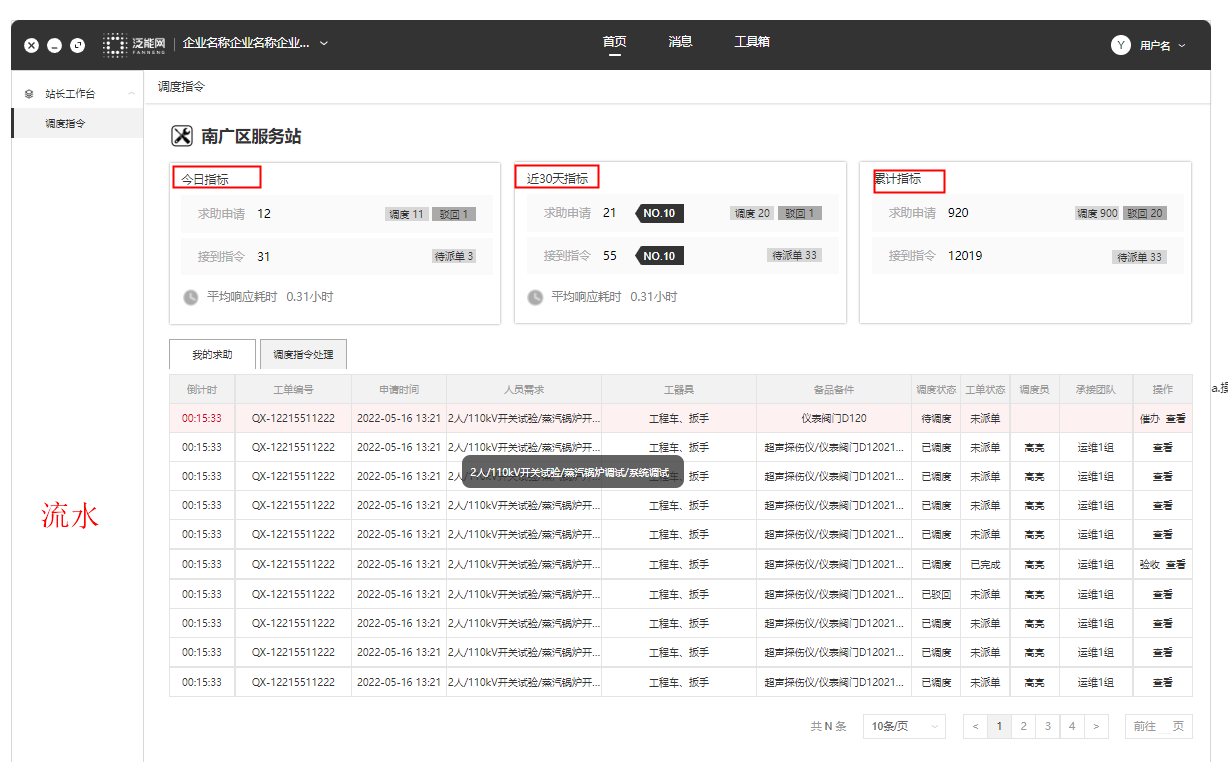 泛能网 FANNENG 企业名称企业名称企业... 首页 消息 工具箱 Y 用户名
站长工作台
调度指令
调度指令
南广区服务站
今日指标
求助申请 12 调度 11 驳回 1
接到指令 31 待派单 3
平均响应耗时 0.31小时
近30天指标
求助申请 21 NO.10 调度 20 驳回 1
接到指令 55 NO.10 待派单 33
平均响应耗时 0.31小时
累计指标
求助申请 920 调度 900 驳回 20
接到指令 12019 待派单 33
我的求助 调度指令处理
倒计时 工单编号 申请时间 人员需求 工器具 备品备件 调度状态 工单状态 调度员 承接团队 操作
00:15:33 QX-12215511222 2022-05-16 13:21 2人/110kV开关试验/蒸汽锅炉开... 工程车、扳手 仪表阀门D120 待调度 未派单 催办 查看
00:15:33 QX-12215511222 2022-05-16 13:21 2人/110kV开关试验/蒸汽锅炉开... 工程车、扳手 超声探伤仪/仪表阀门D12021... 已调度 未派单 高亮 运维1组 查看
2人/110kV开关试验/蒸汽锅炉调试/系统调试
00:15:33 QX-12215511222 2022-05-16 13:21 工程车、扳手 超声探伤仪/仪表阀门D12021... 已调度 未派单 高亮 运维1组 查看
00:15:33 QX-12215511222 2022-05-16 13:21 2人/110kV开关试验/蒸汽锅炉开... 工程车、扳手 超声探伤仪/仪表阀门D12021... 已调度 未派单 高亮 运维1组 查看
00:15:33 QX-12215511222 2022-05-16 13:21 2人/110kV开关试验/蒸汽锅炉开... 工程车、扳手 超声探伤仪/仪表阀门D12021... 已调度 未派单 高亮 运维1组 查看
00:15:33 QX-12215511222 2022-05-16 13:21 2人/110kV开关试验/蒸汽锅炉开... 工程车、扳手 超声探伤仪/仪表阀门D12021... 已调度 已完成 高亮 运维1组 验收 查看
00:15:33 QX-12215511222 2022-05-16 13:21 2人/110kV开关试验/蒸汽锅炉开... 工程车、扳手 超声探伤仪/仪表阀门D12021... 已驳回 未派单 高亮 运维1组 查看
00:15:33 QX-12215511222 2022-05-16 13:21 2人/110kV开关试验/蒸汽锅炉开... 工程车、扳手 超声探伤仪/仪表阀门D12021... 已调度 未派单 高亮 运维1组 查看
00:15:33 QX-12215511222 2022-05-16 13:21 2人/110kV开关试验/蒸汽锅炉开... 工程车、扳手 超声探伤仪/仪表阀门D12021... 已调度 未派单 高亮 运维1组 查看
00:15:33 QX-12215511222 2022-05-16 13:21 2人/110kV开关试验/蒸汽锅炉开... 工程车、扳手 超声探伤仪/仪表阀门D12021... 已调度 未派单 高亮 运维1组 查看
流水
共 N 条 10条/页 < 1 2 3 4 > 前往 页